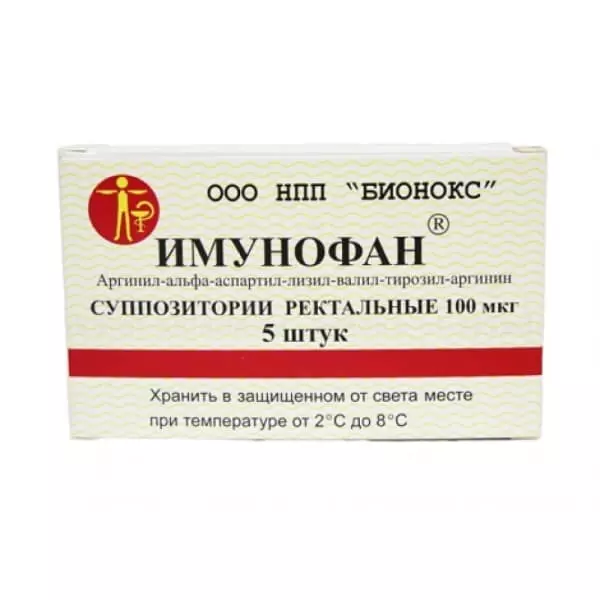 ООО НПП "БИОНОКС"
ИМУНОФАН®
Аргинил-альфа-аспартил-лизил-валил-тирозил-аргинин
СУППОЗИТОРИИ РЕКТАЛЬНЫЕ 100 мкг
5 штук
Хранить в защищенном от света месте
при температуре от 2°С до 8°С